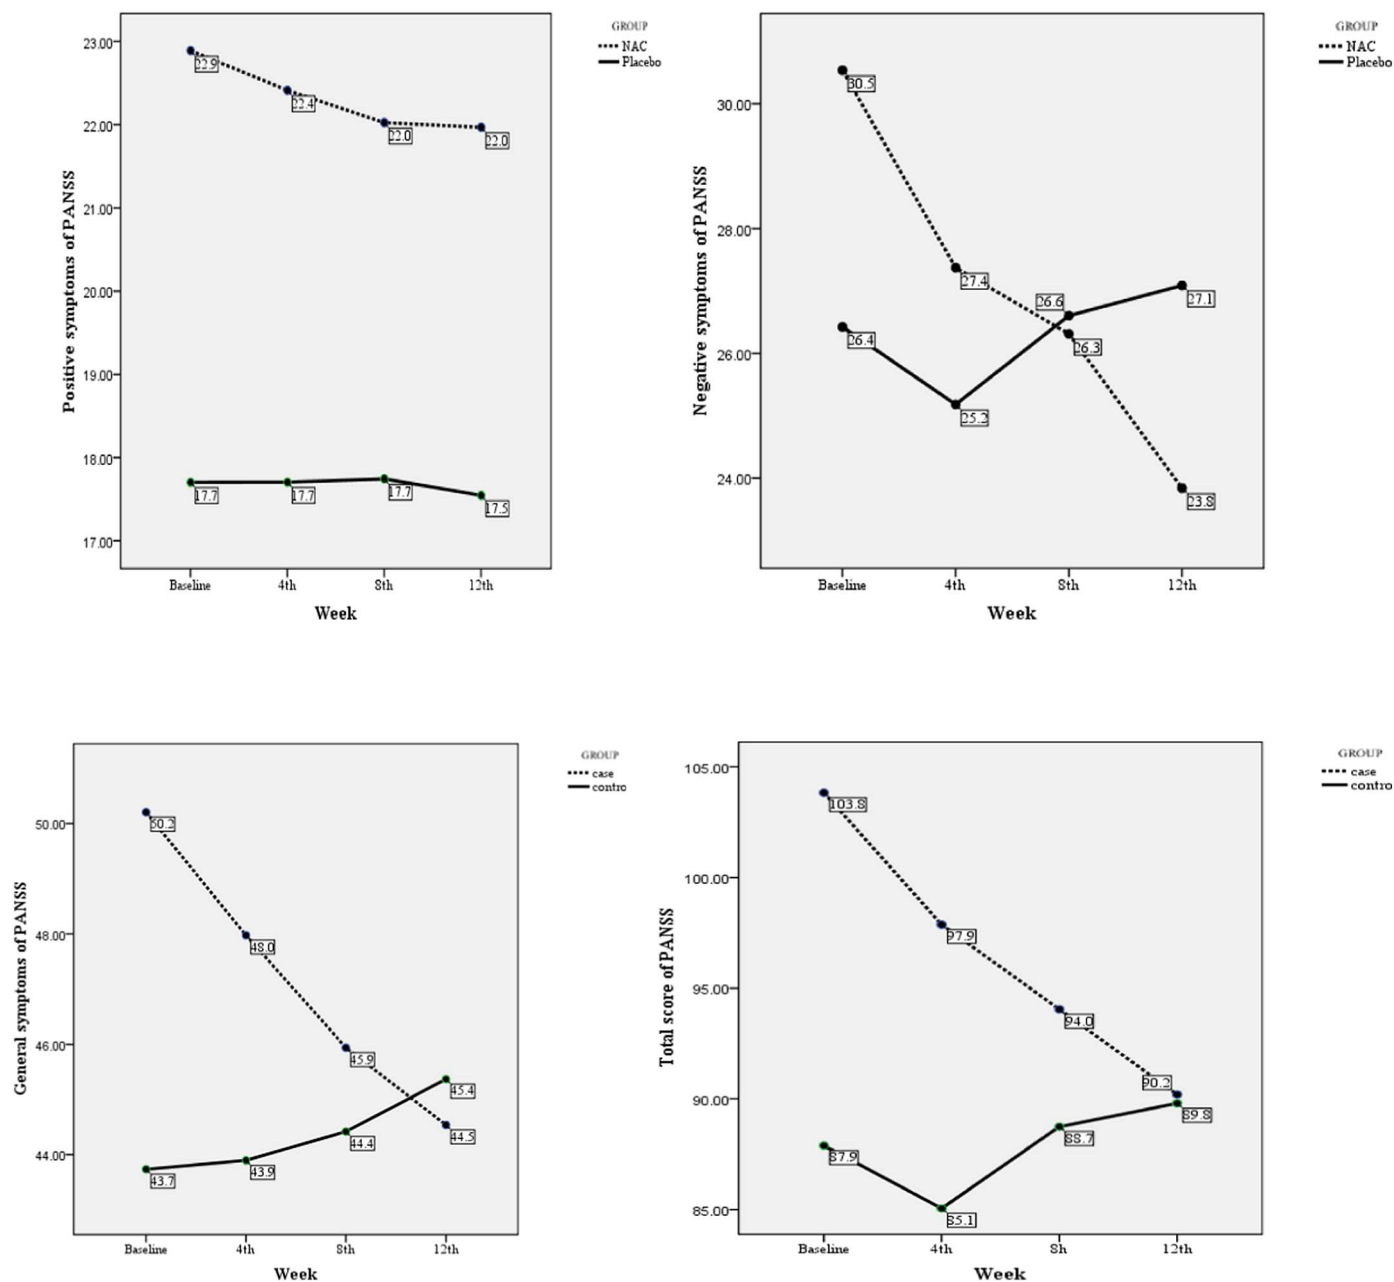 GROUP
NAC
Placebo
23.00
22.00
21.00
20.00
19.00
18.00
17.00
Positive symptoms of PANSS
22.9
22.4
22.0
22.0
17.7
17.7
17.7
17.5
Baseline 4th 8th 12th
Week
GROUP
NAC
Placebo
30.00
28.00
26.00
24.00
Negative symptoms of PANSS
30.5
27.4
26.6
27.1
26.4
26.3
25.2
23.8
Baseline 4th 8th 12th
Week
GROUP
case
contro
50.00
48.00
46.00
44.00
General symptoms of PANSS
50.2
48.0
45.9
45.4
44.5
44.4
43.9
43.7
Baseline 4th 8th 12th
Week
GROUP
case
contro
105.00
100.00
95.00
90.00
85.00
Total score of PANSS
103.8
97.9
94.0
90.2
89.8
88.7
87.9
85.1
Baseline 4th 8h 12th
Week